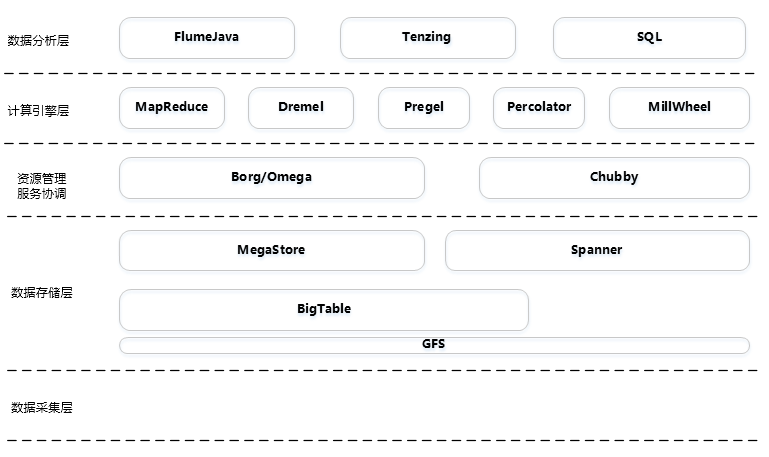 数据分析层
FlumeJava
Tenzing
SQL
计算引擎层
MapReduce
Dremel
Pregel
Percolator
MillWheel
资源管理
服务协调
Borg/Omega
Chubby
数据存储层
MegaStore
Spanner
BigTable
GFS
数据采集层